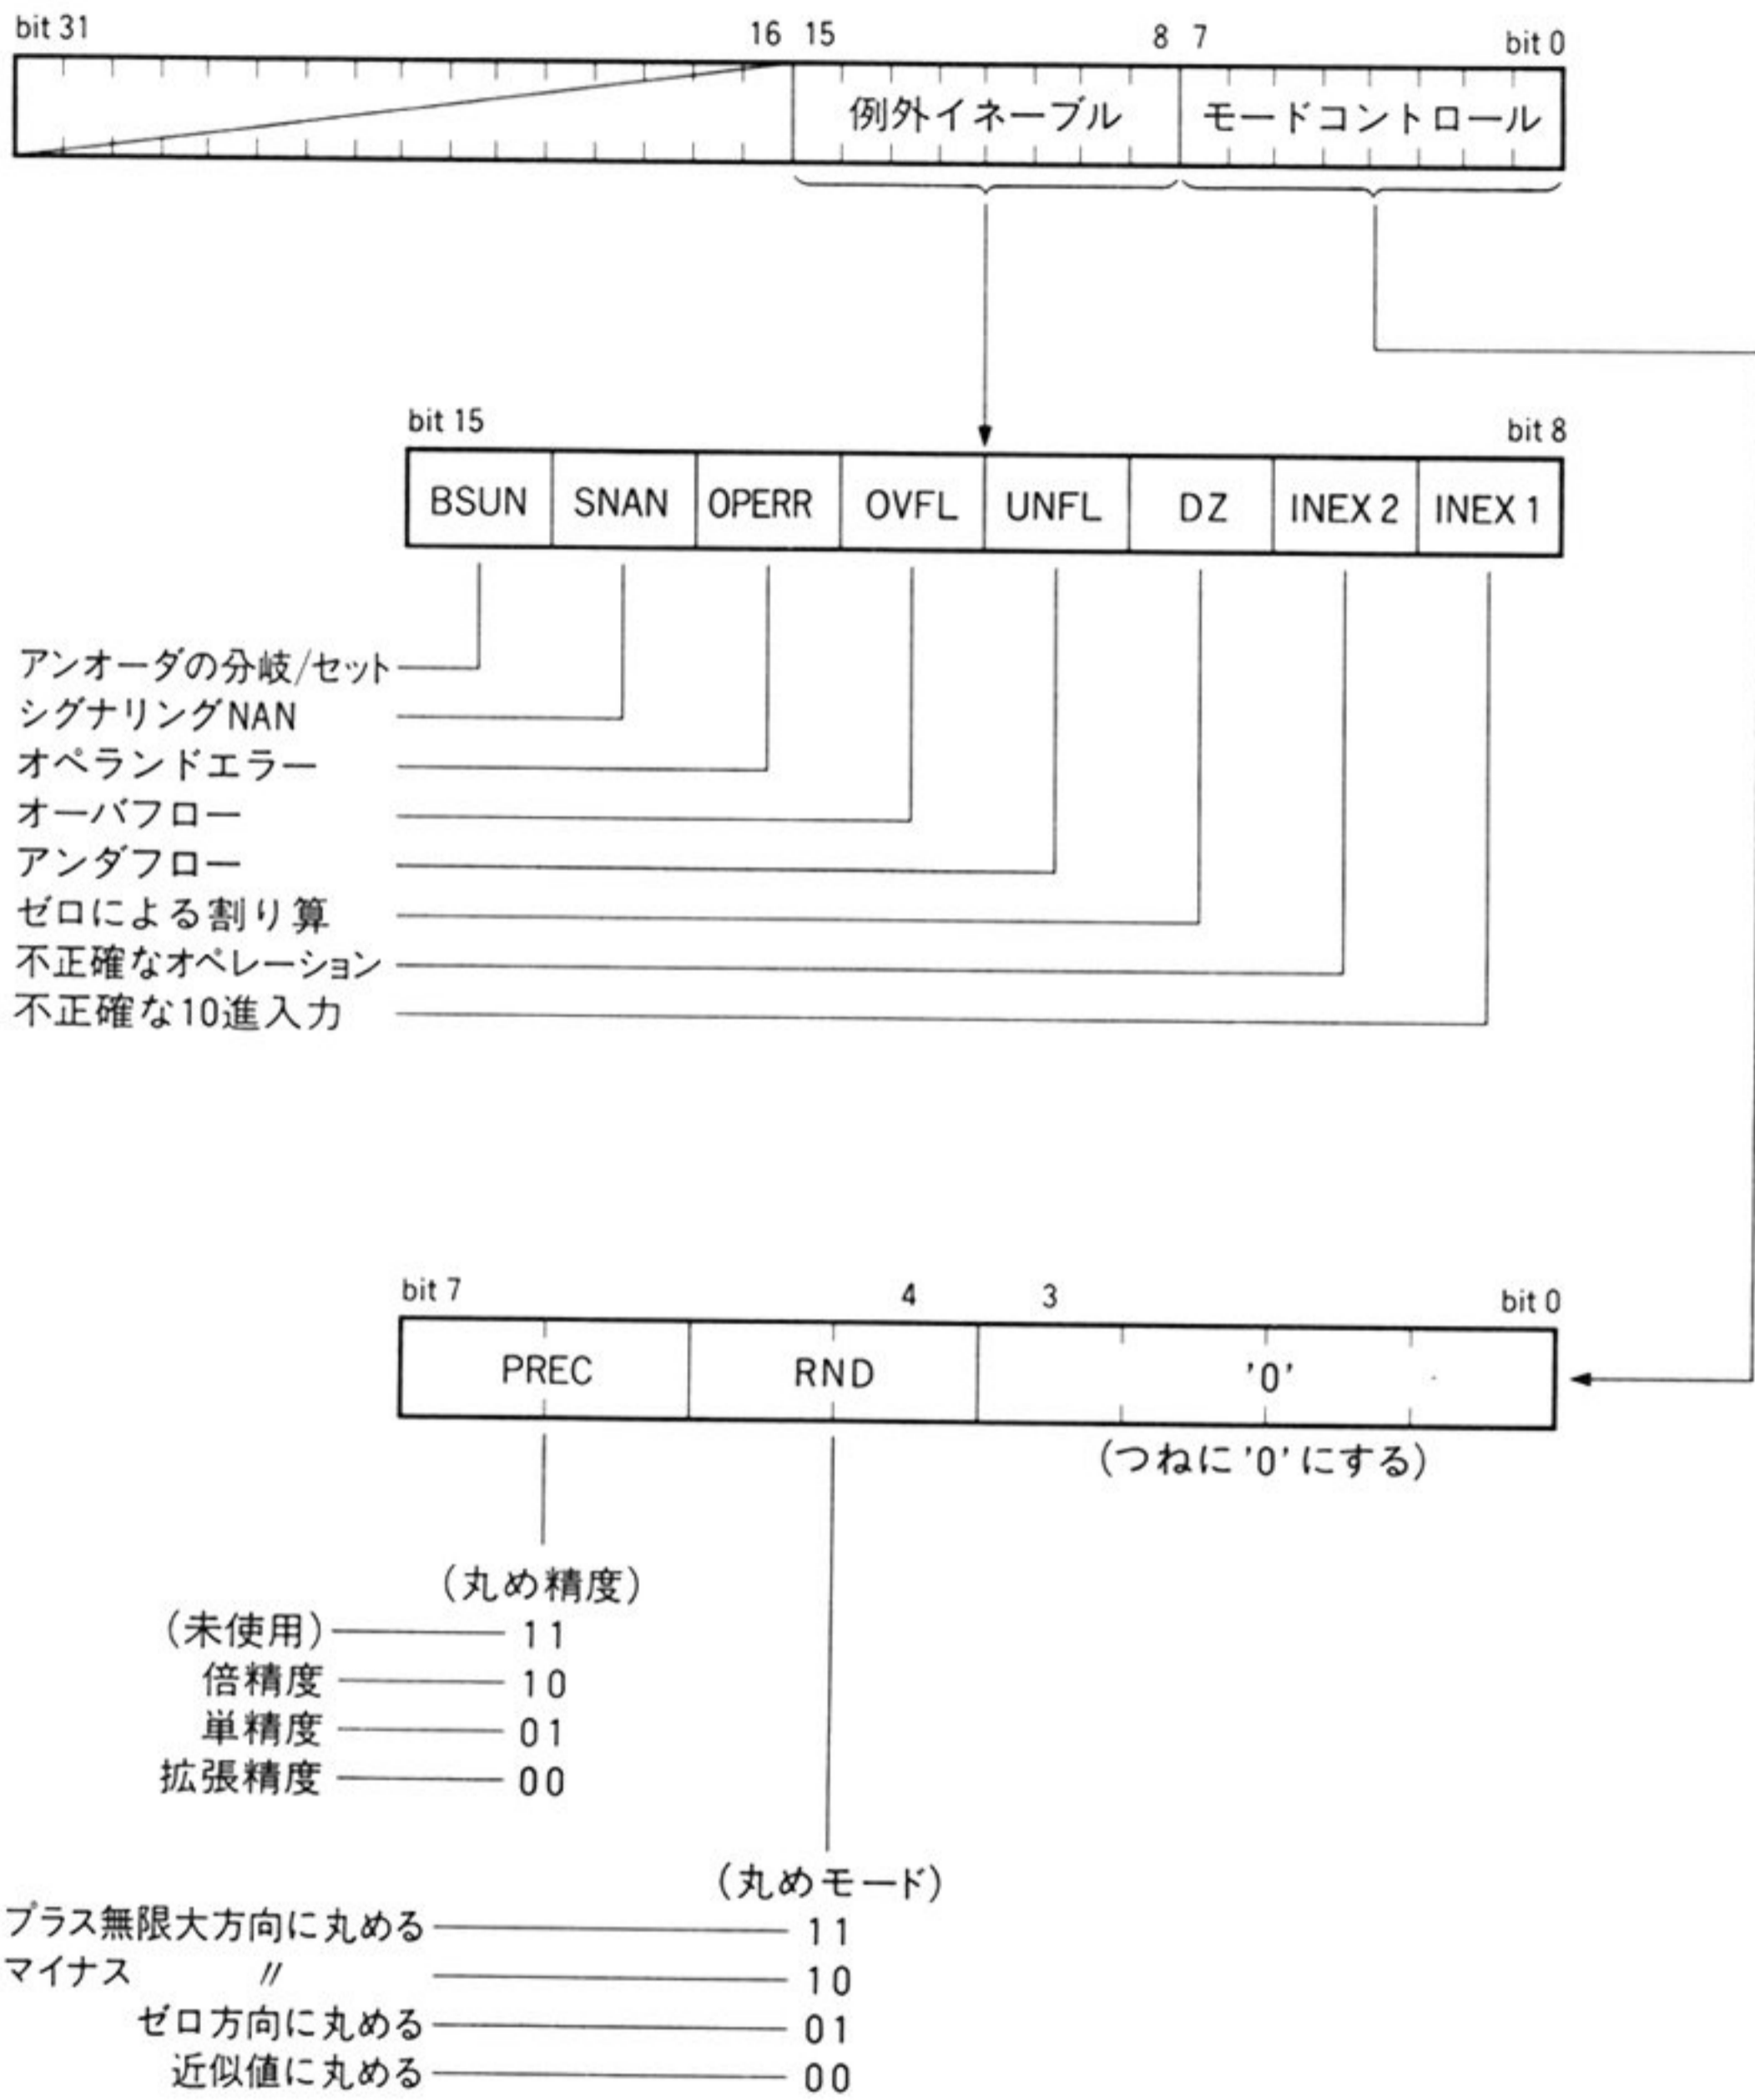 bit 31 16 15 8 7 bit 0
例外イネーブル モードコントロール
bit 15 bit 8
BSUN SNAN OPERR OVFL UNFL DZ INEX 2 INEX 1
アンオーダの分岐/セット
シグナリングNAN
オペランドエラー
オーバフロー
アンダフロー
ゼロによる割り算
不正確なオペレーション
不正確な10進入力
bit 7 4 3 bit 0
PREC RND '0'
(つねに'0'にする)
(丸め精度)
(未使用) 11
倍精度 10
単精度 01
拡張精度 00
(丸めモード)
プラス無限大方向に丸める 11
マイナス 〃 10
ゼロ方向に丸める 01
近似値に丸める 00